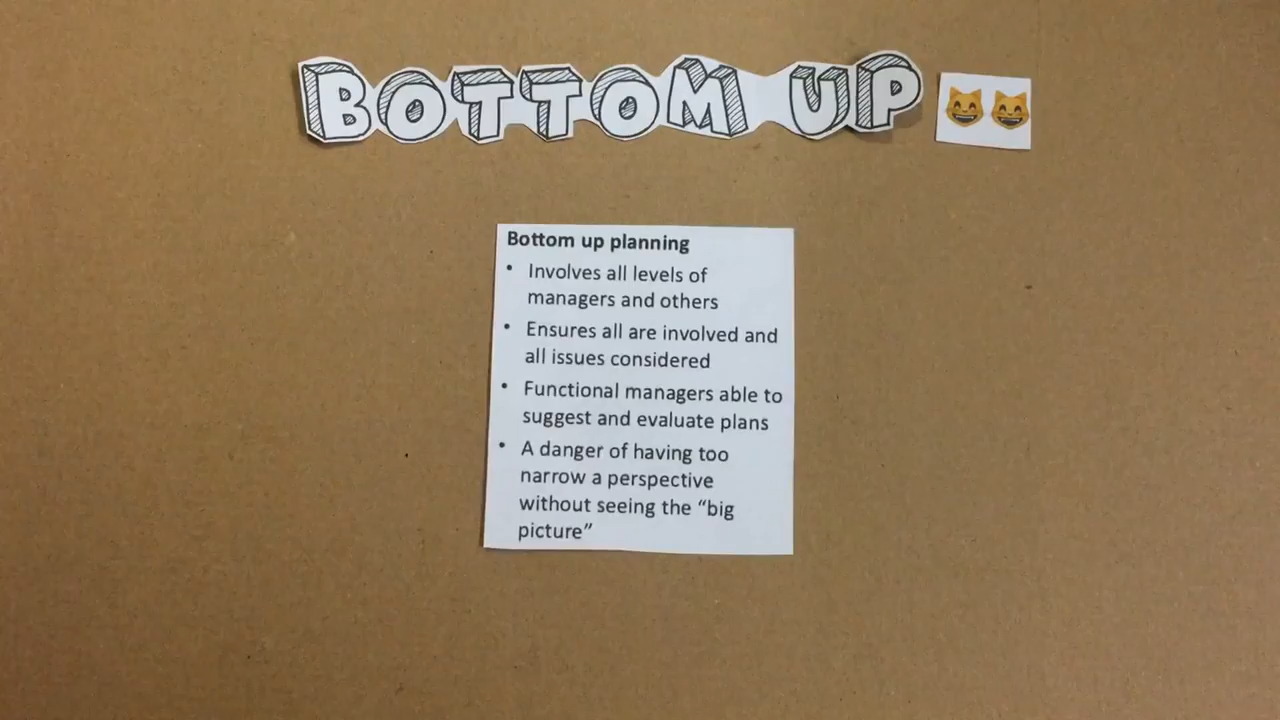 BOTTOM UP
Bottom up planning
• Involves all levels of
managers and others
• Ensures all are involved and
all issues considered
• Functional managers able to
suggest and evaluate plans
• A danger of having too
narrow a perspective
without seeing the “big
picture”